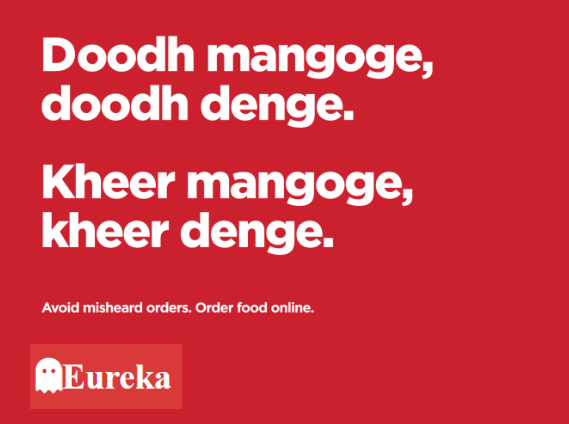 Doodh mangoge,
doodh denge.
Kheer mangoge,
kheer denge.
Avoid misheard orders. Order food online.
Eureka